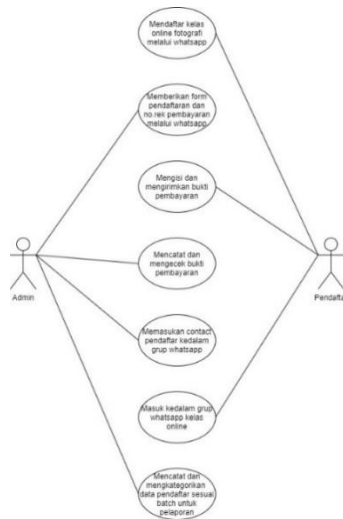 Mendaftar kelas
online fotografi
melalui whatsapp
Memberikan form
pendaftaran dan
no.rek pembayaran
melalui whatsapp
Mengisi dan
mengirimkan bukti
pembayaran
Mencatat dan
mengecek bukti
pembayaran
Admin
Pendafta
Memasukan contact
pendaftar kedalam
grup whatsapp
Masuk kedalam grup
whatsapp kelas
online
Mencatat dan
mengkategorikan
data pendaftar sesuai
batch untuk
pelaporan